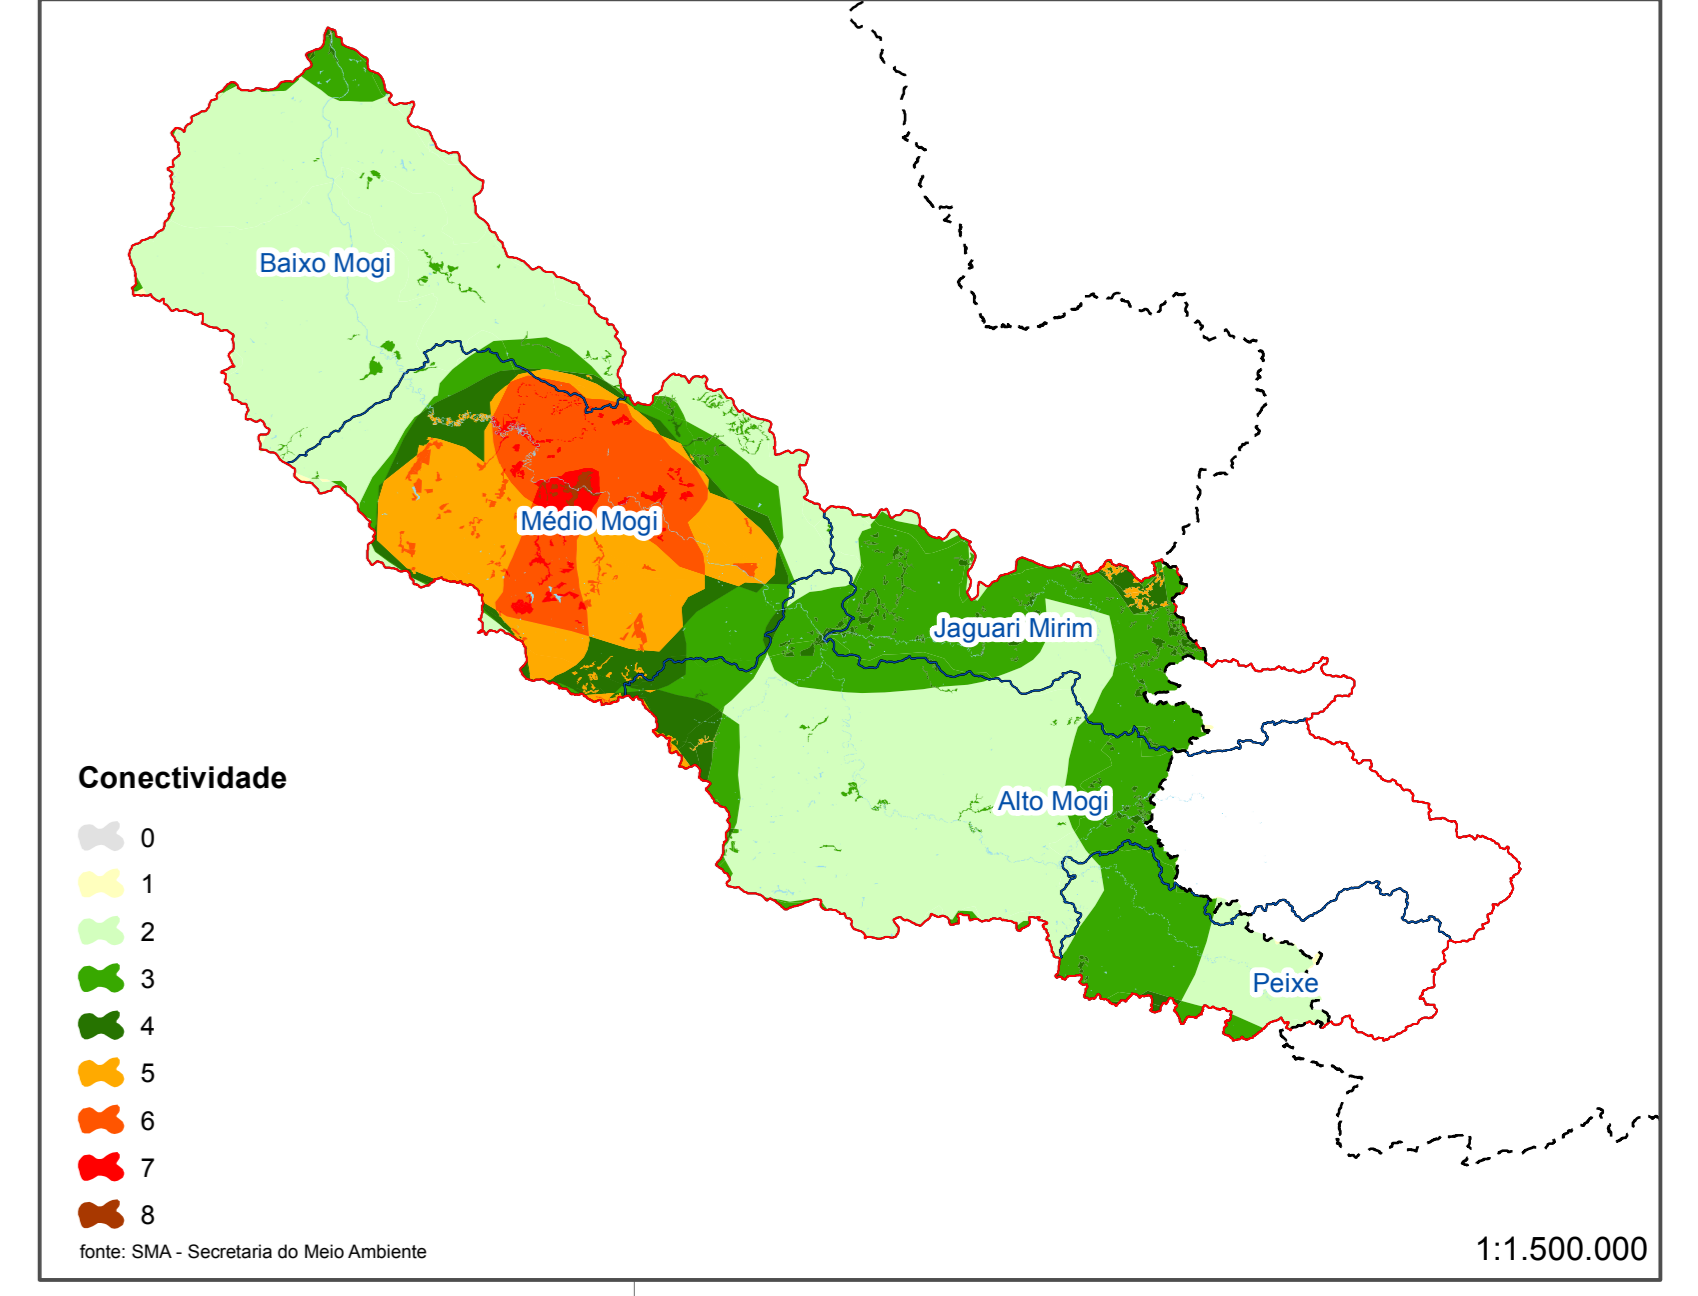 Baixo Mogi
Médio Mogi
Jaguari Mirim
Alto Mogi
Peixe
Conectividade
0
1
2
3
4
5
6
7
8
fonte: SMA - Secretaria do Meio Ambiente
1:1.500.000